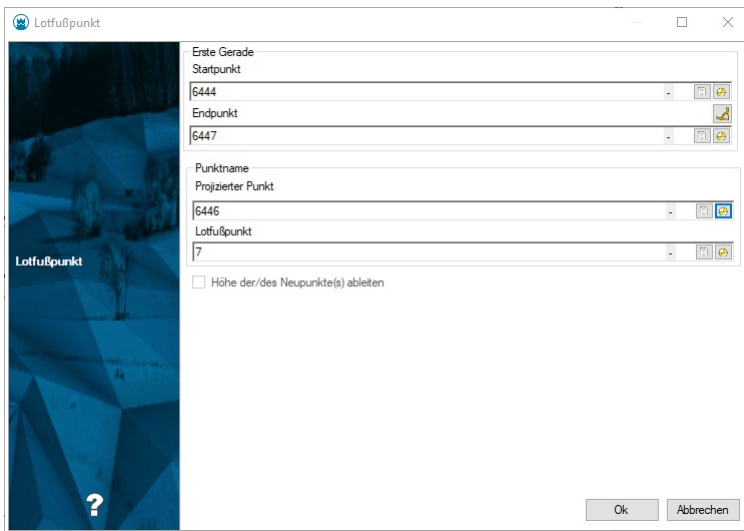 Lotfußpunkt
Erste Gerade
Startpunkt
6444
Endpunkt
6447
Punktname
Projizierter Punkt
6446
Lotfußpunkt
7
Lotfußpunkt
Höhe der/des Neupunkte(s) ableiten
?
Ok Abbrechen